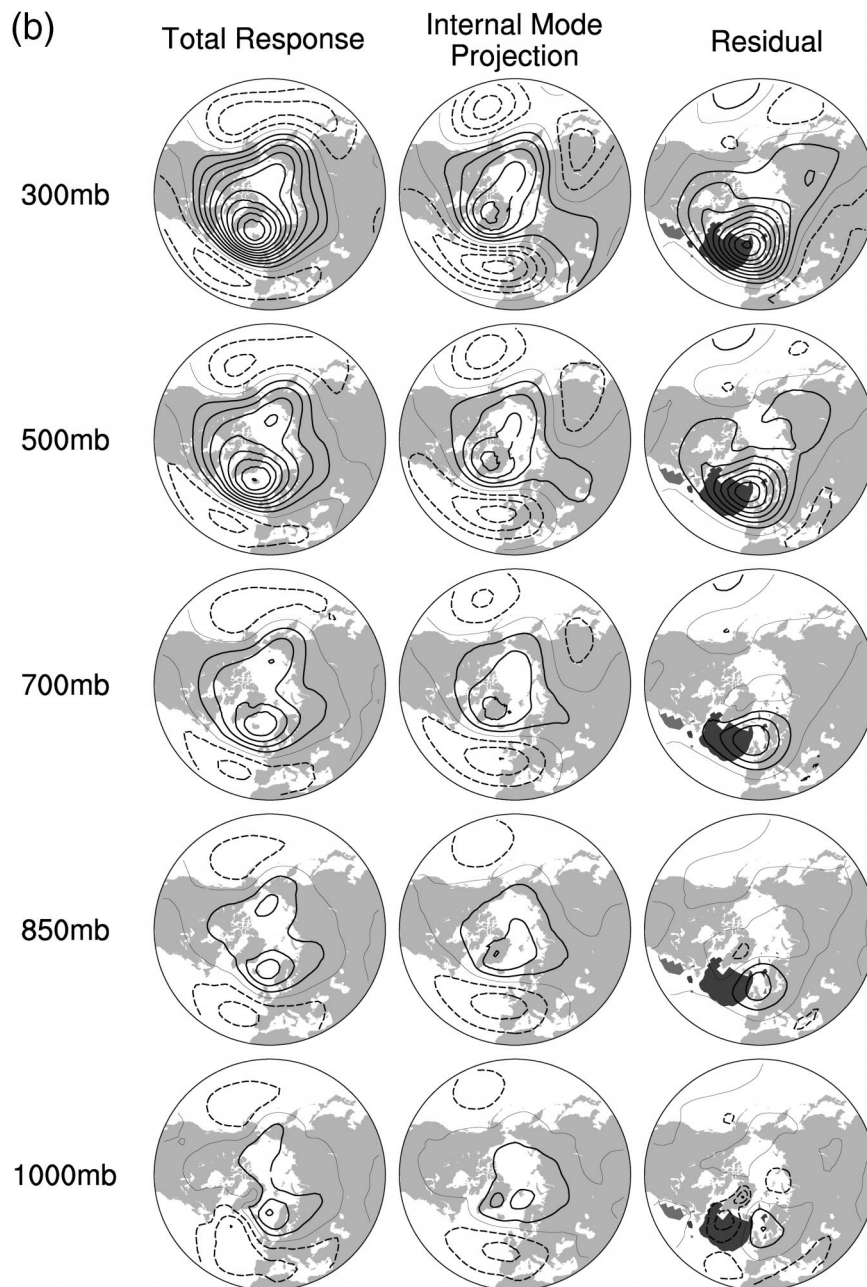 (b)
Total Response
Internal Mode
Projection
Residual
300mb
500mb
700mb
850mb
1000mb